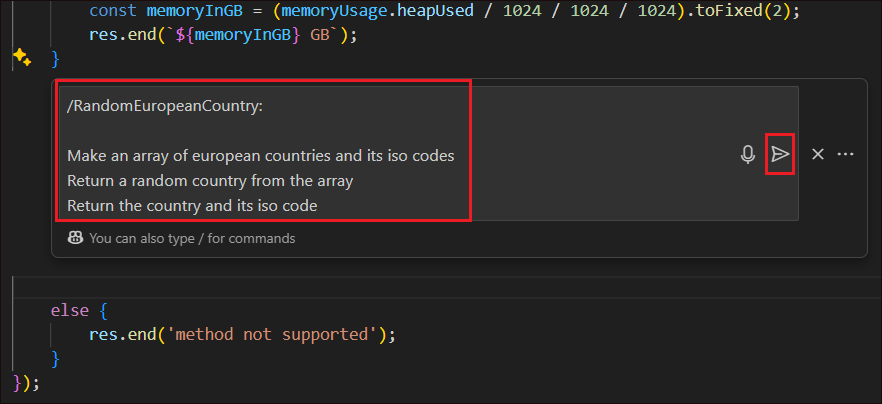 const memoryInGB = (memoryUsage.heapUsed / 1024 / 1024 / 1024).toFixed(2);
res.end(`${memoryInGB} GB`);
}
/RandomEuropeanCountry:
Make an array of european countries and its iso codes
Return a random country from the array
Return the country and its iso code
You can also type / for commands
else {
res.end('method not supported');
}
});